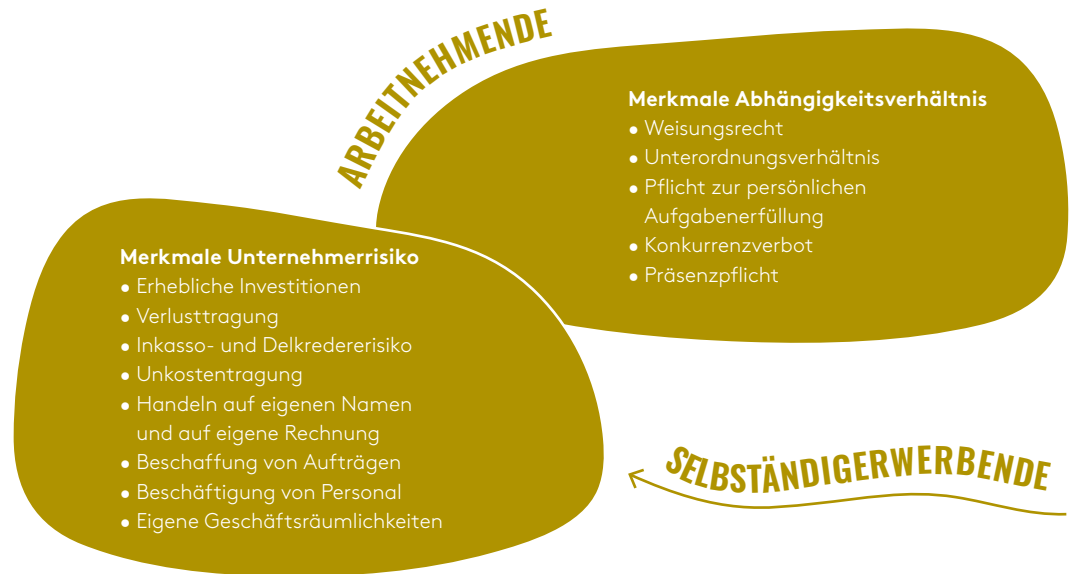 ARBEITNEHMENDE
Merkmale Abhängigkeitsverhältnis
• Weisungsrecht
• Unterordnungsverhältnis
• Pflicht zur persönlichen
Aufgabenerfüllung
• Konkurrenzverbot
• Präsenzpflicht
Merkmale Unternehmerrisiko
• Erhebliche Investitionen
• Verlusttragung
• Inkasso- und Delkredererisiko
• Unkostentragung
• Handeln auf eigenen Namen
und auf eigene Rechnung
• Beschaffung von Aufträgen
• Beschäftigung von Personal
• Eigene Geschäftsräumlichkeiten
SELBSTÄNDIGERWERBENDE